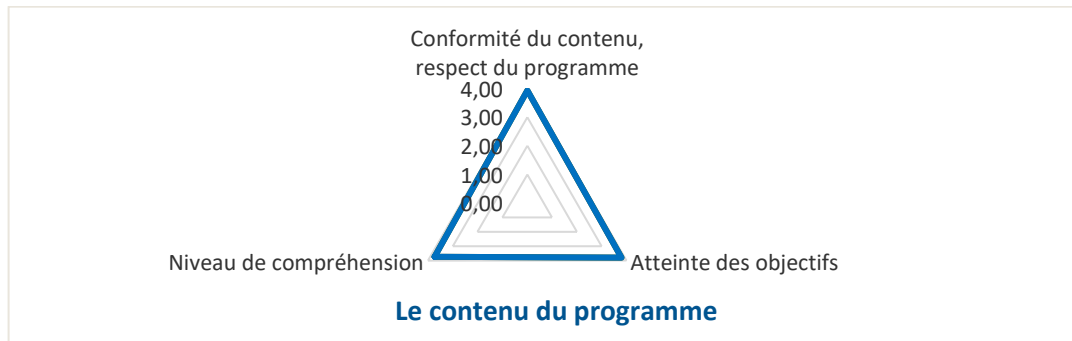 Conformité du contenu,
respect du programme
4,00
3,00
2,00
1,00
0,00
Niveau de compréhension
Atteinte des objectifs
Le contenu du programme